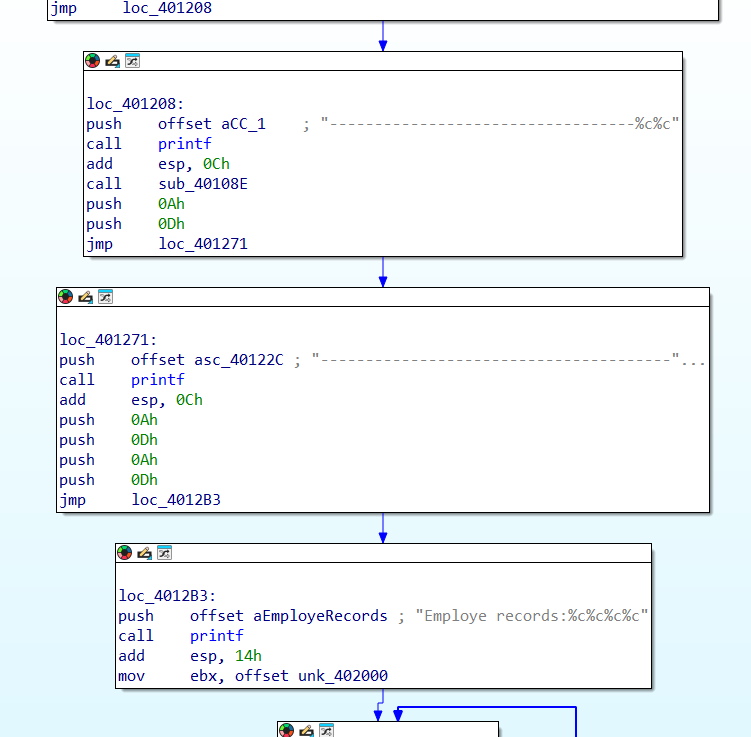 jmp loc_401208
loc_401208:
push offset aCC_1 ; "----------------------------------%c%c"
call printf
add esp, 0Ch
call sub_40108E
push 0Ah
push 0Dh
jmp loc_401271
loc_401271:
push offset asc_40122C ; "---------------------------------------"...
call printf
add esp, 0Ch
push 0Ah
push 0Dh
push 0Ah
push 0Dh
jmp loc_4012B3
loc_4012B3:
push offset aEmployeRecords ; "Employe records:%c%c%c%c"
call printf
add esp, 14h
mov ebx, offset unk_402000